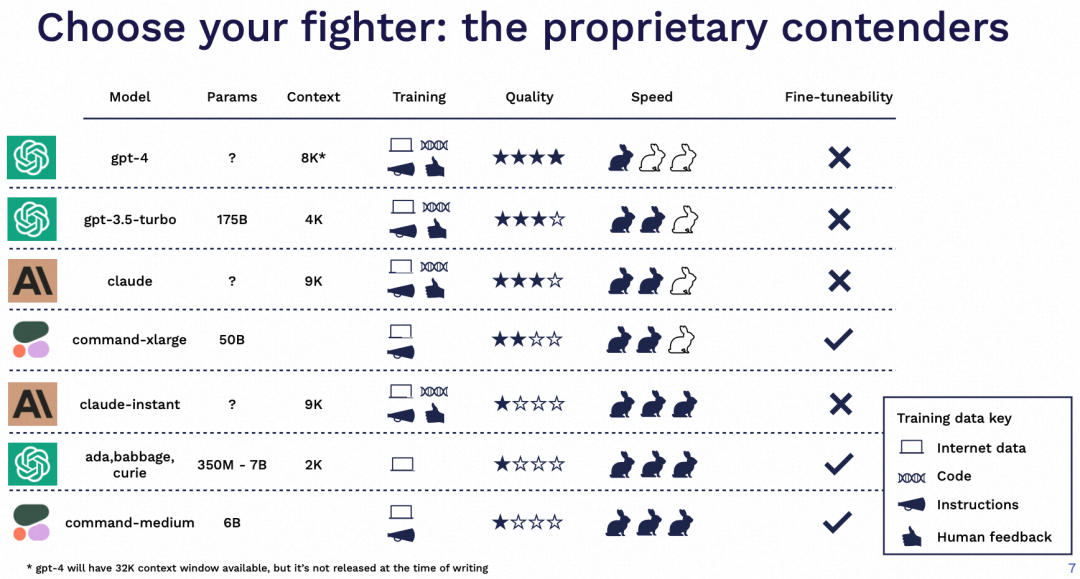 Choose your fighter: the proprietary contenders
Model Params Context Training Quality Speed Fine-tuneability
gpt-4 ? 8K*
gpt-3.5-turbo 175B 4K
claude ? 9K
command-xlarge 50B
claude-instant ? 9K
ada,babbage,
curie 350M - 7B 2K
command-medium 6B
Training data key
Internet data
Code
Instructions
Human feedback
* gpt-4 will have 32K context window available, but it's not released at the time of writing
7